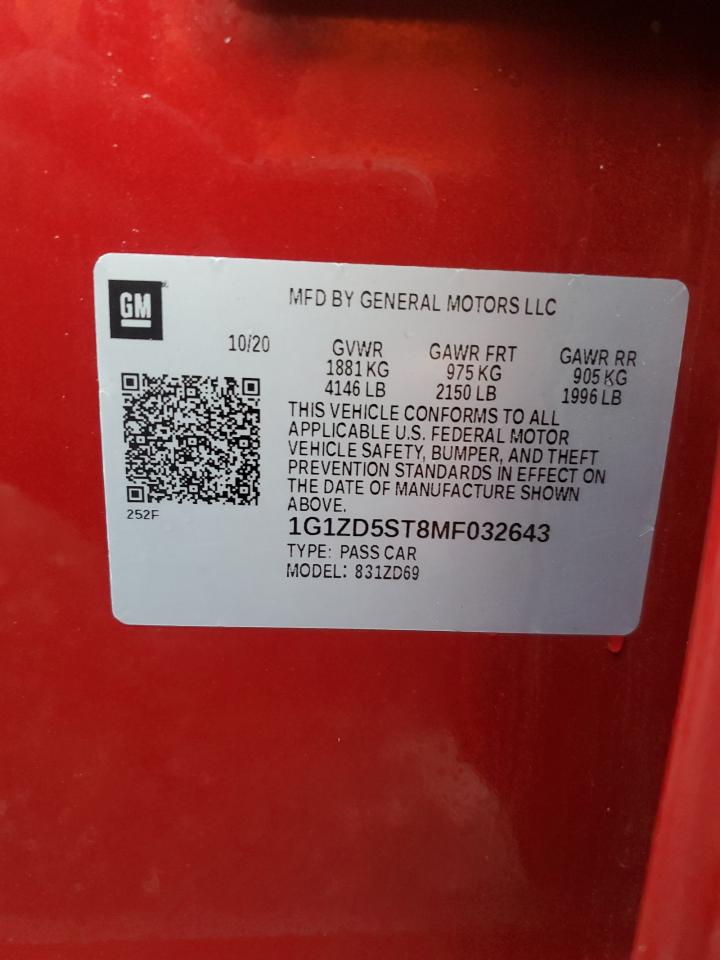 GM
MFD BY GENERAL MOTORS LLC
10/20
GVWR GAWR FRT GAWR RR
1881 KG 975 KG 905 KG
4146 LB 2150 LB 1996 LB
THIS VEHICLE CONFORMS TO ALL
APPLICABLE U.S. FEDERAL MOTOR
VEHICLE SAFETY, BUMPER, AND THEFT
PREVENTION STANDARDS IN EFFECT ON
THE DATE OF MANUFACTURE SHOWN
ABOVE.
252F
1G1ZD5ST8MF032643
TYPE: PASS CAR
MODEL: 831ZD69